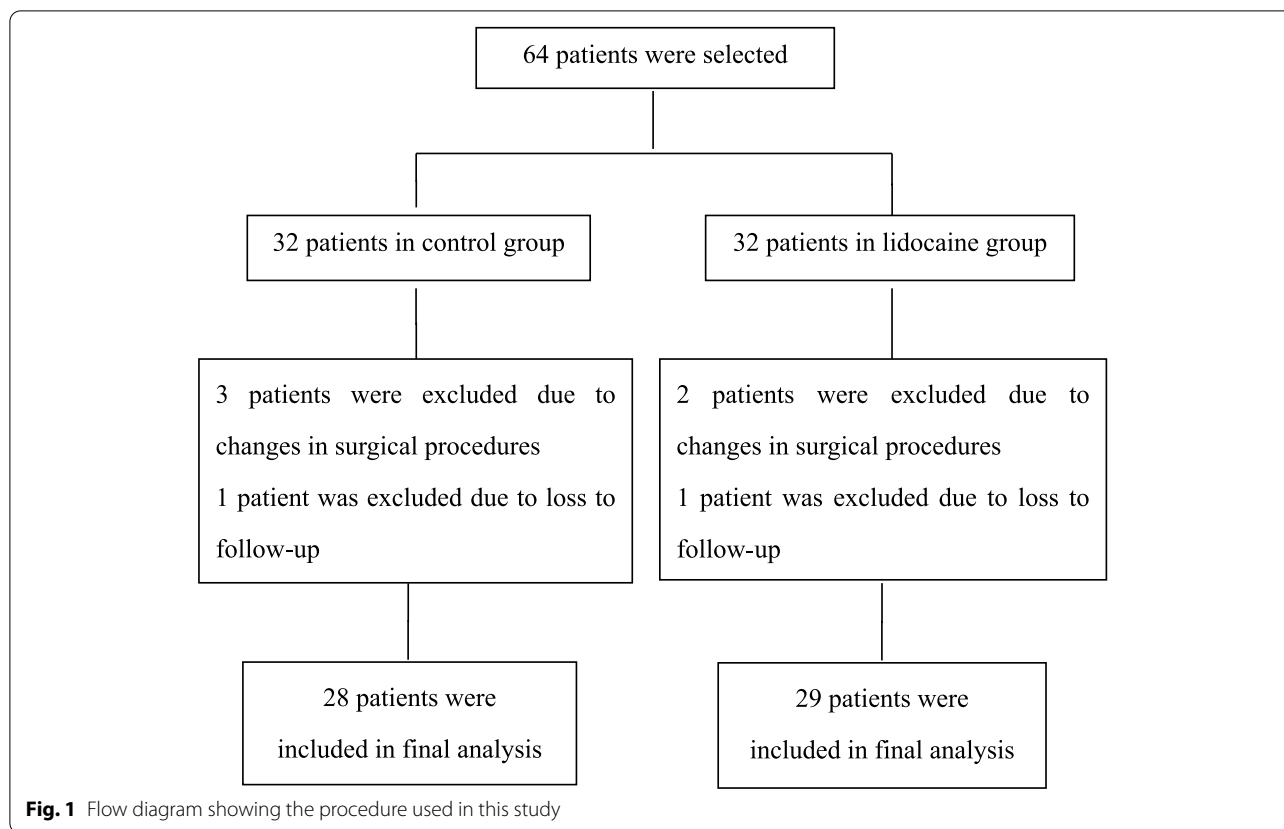 64 patients were selected
32 patients in control group
32 patients in lidocaine group
3 patients were excluded due to
changes in surgical procedures
1 patient was excluded due to loss to
follow-up
2 patients were excluded due to
changes in surgical procedures
1 patient was excluded due to loss to
follow-up
28 patients were
included in final analysis
29 patients were
included in final analysis
Fig. 1 Flow diagram showing the procedure used in this study